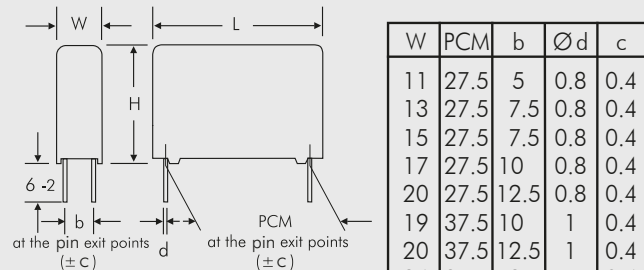 W
L
H
6 -2
b
d
PCM
at the pin exit points
(±c)
at the pin exit points
(±c)
W PCM b Ø d c
11 27.5 5 0.8 0.4
13 27.5 7.5 0.8 0.4
15 27.5 7.5 0.8 0.4
17 27.5 10 0.8 0.4
20 27.5 12.5 0.8 0.4
19 37.5 10 1 0.4
20 37.5 12.5 1 0.4